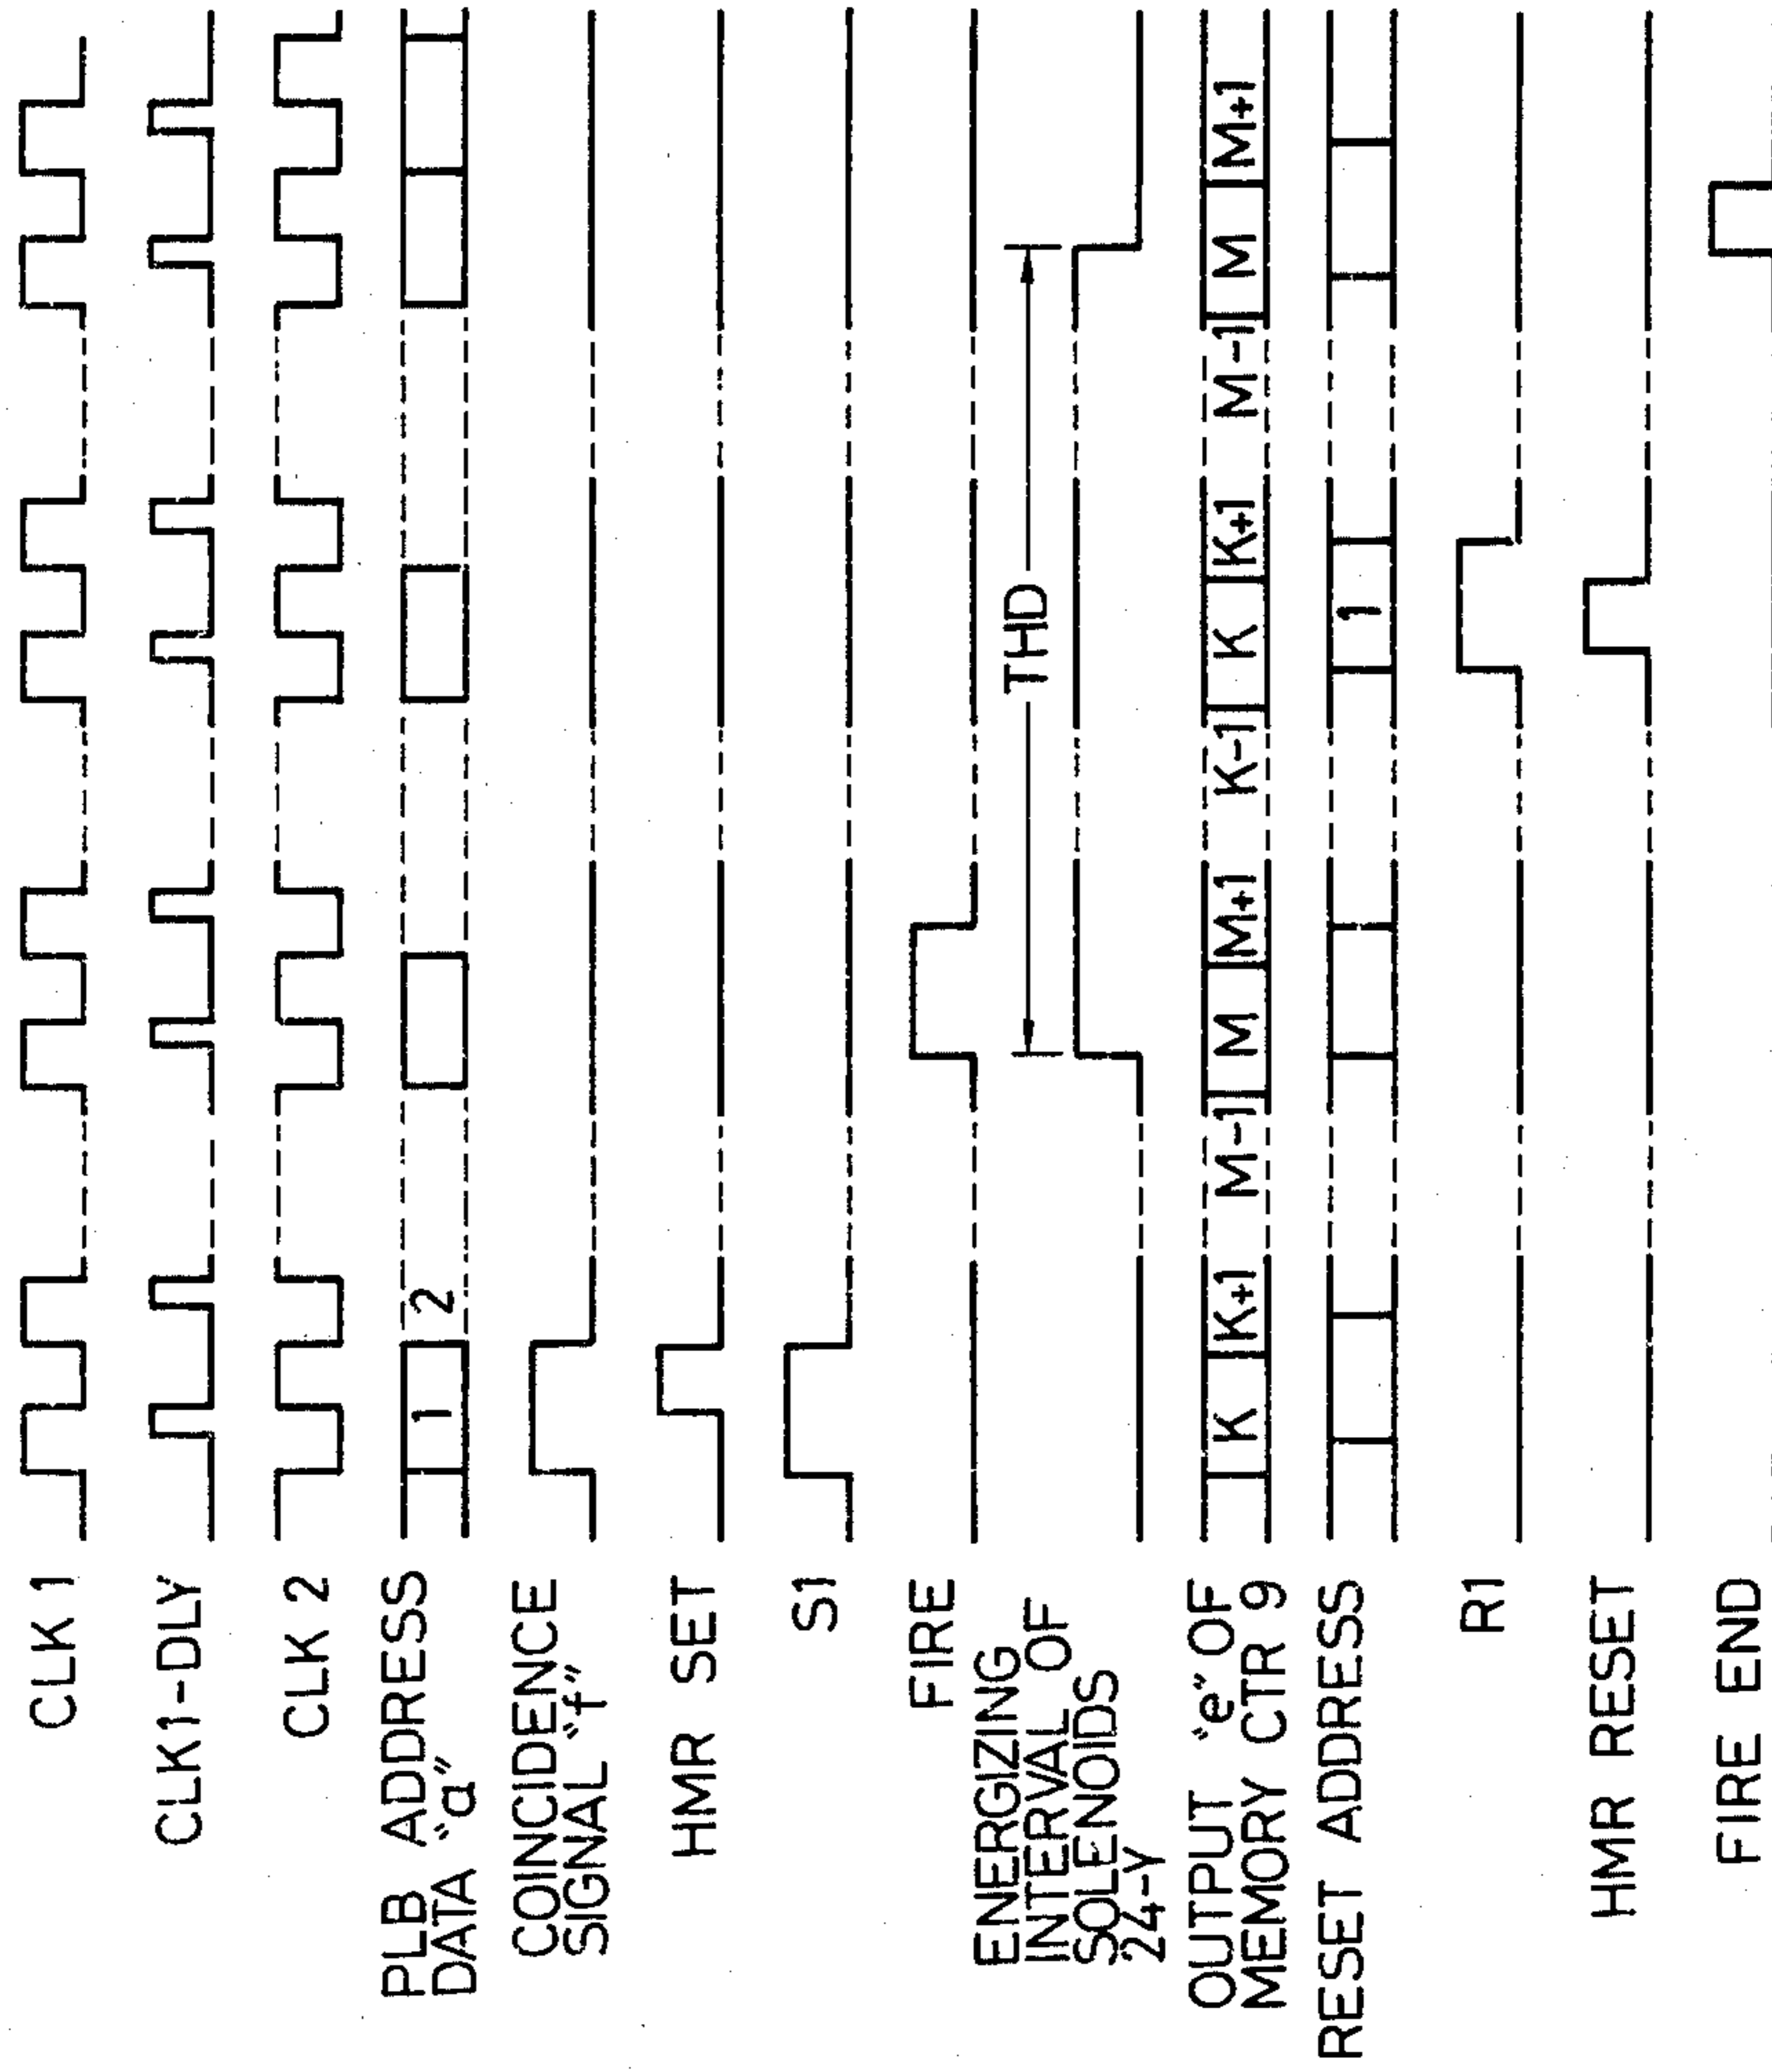 CLK 1
CLK1-DLY
CLK 2
PLB ADDRESS
DATA "a"
1 2
COINCIDENCE
SIGNAL "f"
HMR SET
S1
FIRE
THD
ENERGIZING
INTERVAL OF
SOLENOIDS
24-Y
OUTPUT "e" OF
MEMORY CTR 9
K K+1 M-1 M M+1 K-1 K K+1 M-1 M M+1
RESET ADDRESS
1
R1
HMR RESET
FIRE END